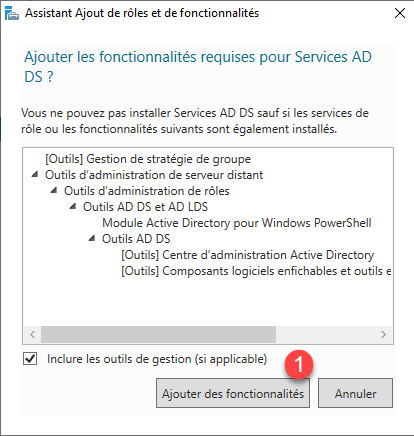 Assistant Ajout de rôles et de fonctionnalités
Ajouter les fonctionnalités requises pour Services AD
DS ?
Vous ne pouvez pas installer Services AD DS sauf si les services de
rôle ou les fonctionnalités suivants sont également installés.
[Outils] Gestion de stratégie de groupe
Outils d'administration de serveur distant
Outils d'administration de rôles
Outils AD DS et AD LDS
Module Active Directory pour Windows PowerShell
Outils AD DS
[Outils] Centre d'administration Active Directory
[Outils] Composants logiciels enfichables et outils e
Inclure les outils de gestion (si applicable)
1
Ajouter des fonctionnalités
Annuler